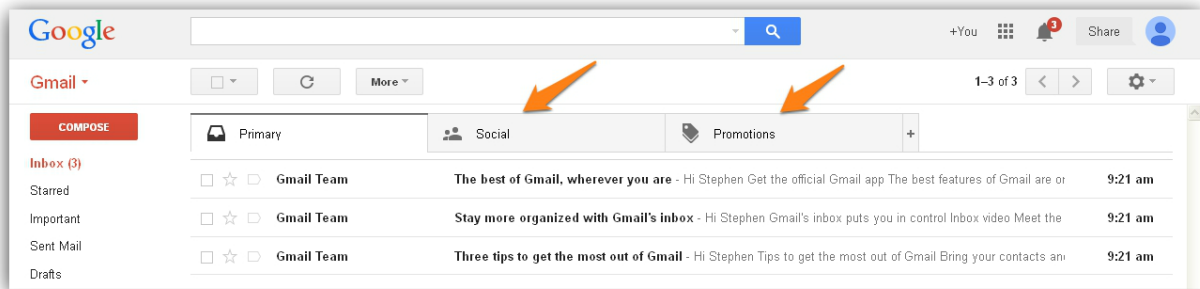 Google
+You 3 Share
Gmail More 1–3 of 3
COMPOSE
Primary Social Promotions +
Inbox (3)
Gmail Team The best of Gmail, wherever you are - Hi Stephen Get the official Gmail app The best features of Gmail are or 9:21 am
Starred
Important
Gmail Team Stay more organized with Gmail's inbox - Hi Stephen Gmail's inbox puts you in control Inbox video Meet the 9:21 am
Sent Mail
Gmail Team Three tips to get the most out of Gmail - Hi Stephen Tips to get the most out of Gmail Bring your contacts and 9:21 am
Drafts